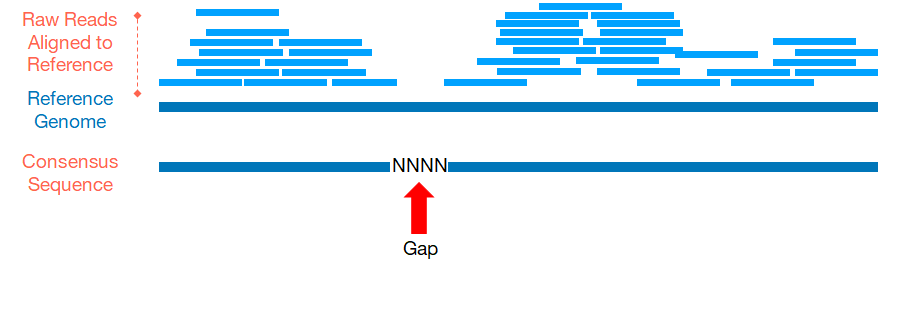 Raw Reads
Aligned to
Reference
Reference
Genome
Consensus
Sequence
NNNN
Gap